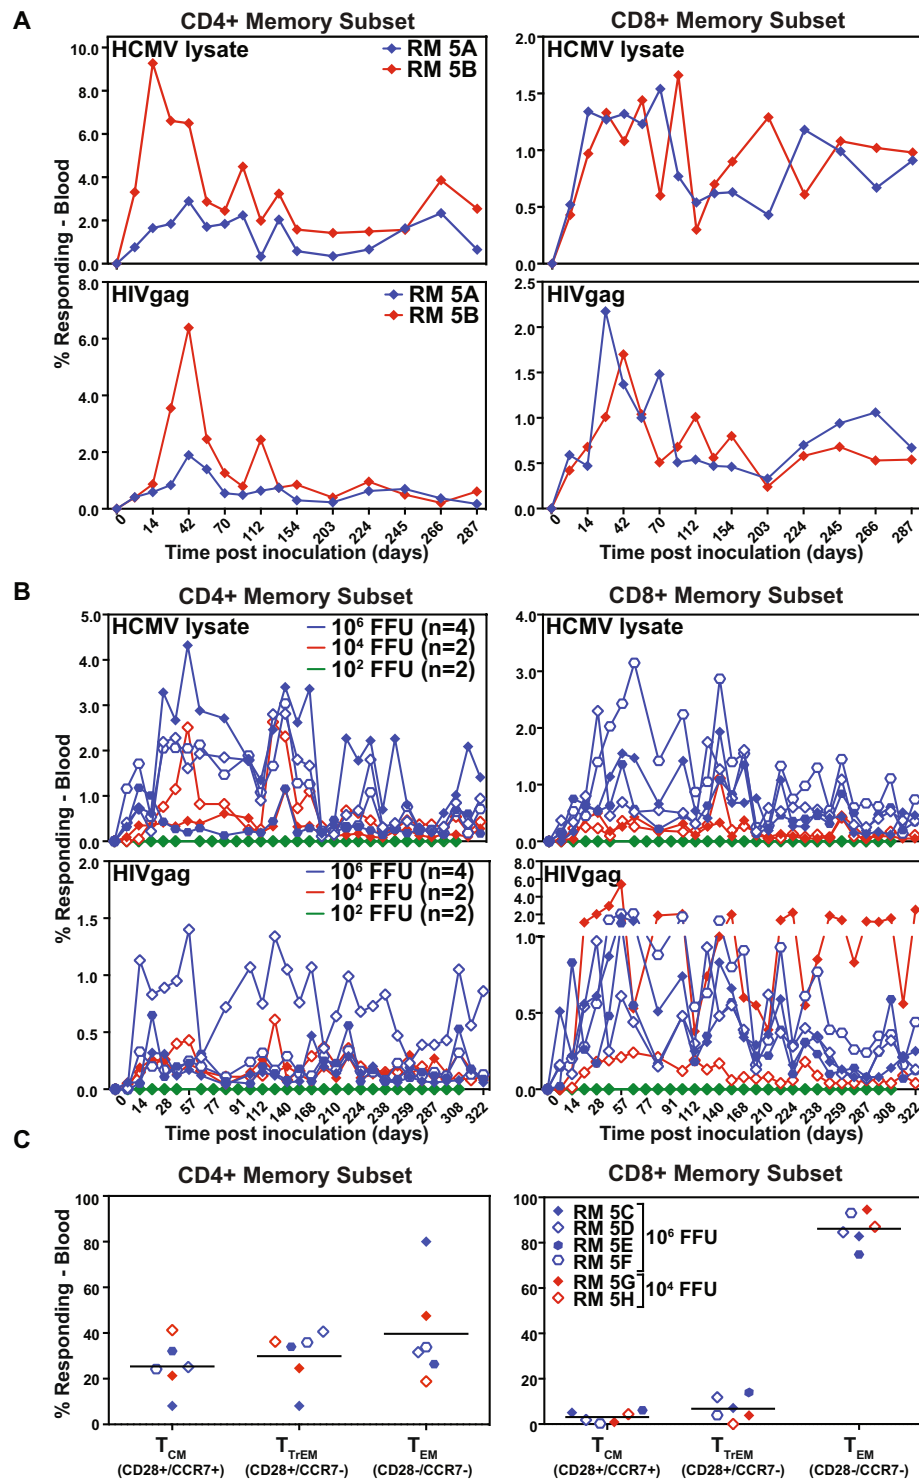 A
CD4+ Memory Subset
CD8+ Memory Subset
HCMV lysate
RM 5A
RM 5B
10.0
8.0
6.0
4.0
2.0
0.0
HCMV lysate
2.0
1.5
1.0
0.5
0.0
% Responding - Blood
HIVgag
RM 5A
RM 5B
8.0
6.0
4.0
2.0
0.0
0 14 42 70 112 154 203 224 245 266 287
Time post inoculation (days)
HIVgag
2.5
2.0
1.5
1.0
0.5
0.0
0 14 42 70 112 154 203 224 245 266 287
Time post inoculation (days)
B
CD4+ Memory Subset
CD8+ Memory Subset
HCMV lysate
10⁶ FFU (n=4)
10⁴ FFU (n=2)
10² FFU (n=2)
5.0
4.0
3.0
2.0
1.0
0.0
HCMV lysate
4.0
3.0
2.0
1.0
0.0
% Responding - Blood
HIVgag
10⁶ FFU (n=4)
10⁴ FFU (n=2)
10² FFU (n=2)
2.0
1.5
1.0
0.5
0.0
0 14 28 57 77 91 112 140 168 210 224 238 259 287 308 322
Time post inoculation (days)
HIVgag
8.0
6.0
4.0
2.0
1.0
0.5
0.0
0 14 28 57 77 91 112 140 168 210 224 238 259 287 308 322
Time post inoculation (days)
C
CD4+ Memory Subset
CD8+ Memory Subset
% Responding - Blood
100
80
60
40
20
0
T_CM
(CD28+/CCR7+)
T_TrEM
(CD28+/CCR7-)
T_EM
(CD28-/CCR7-)
100
80
60
40
20
0
RM 5C
RM 5D
RM 5E
RM 5F
10⁶ FFU
RM 5G
RM 5H
10⁴ FFU
T_CM
(CD28+/CCR7+)
T_TrEM
(CD28+/CCR7-)
T_EM
(CD28-/CCR7-)